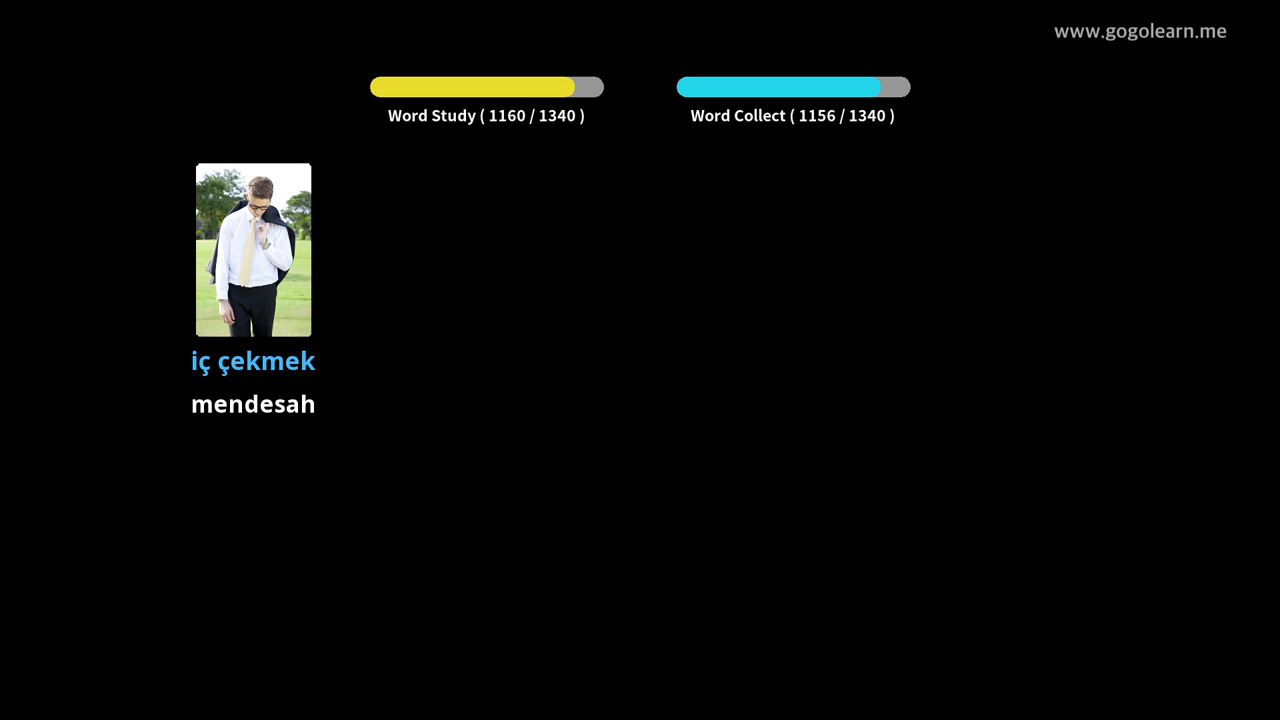 www.gogolearn.me
Word Study ( 1160 / 1340 )
Word Collect ( 1156 / 1340 )
iç çekmek
mendesah